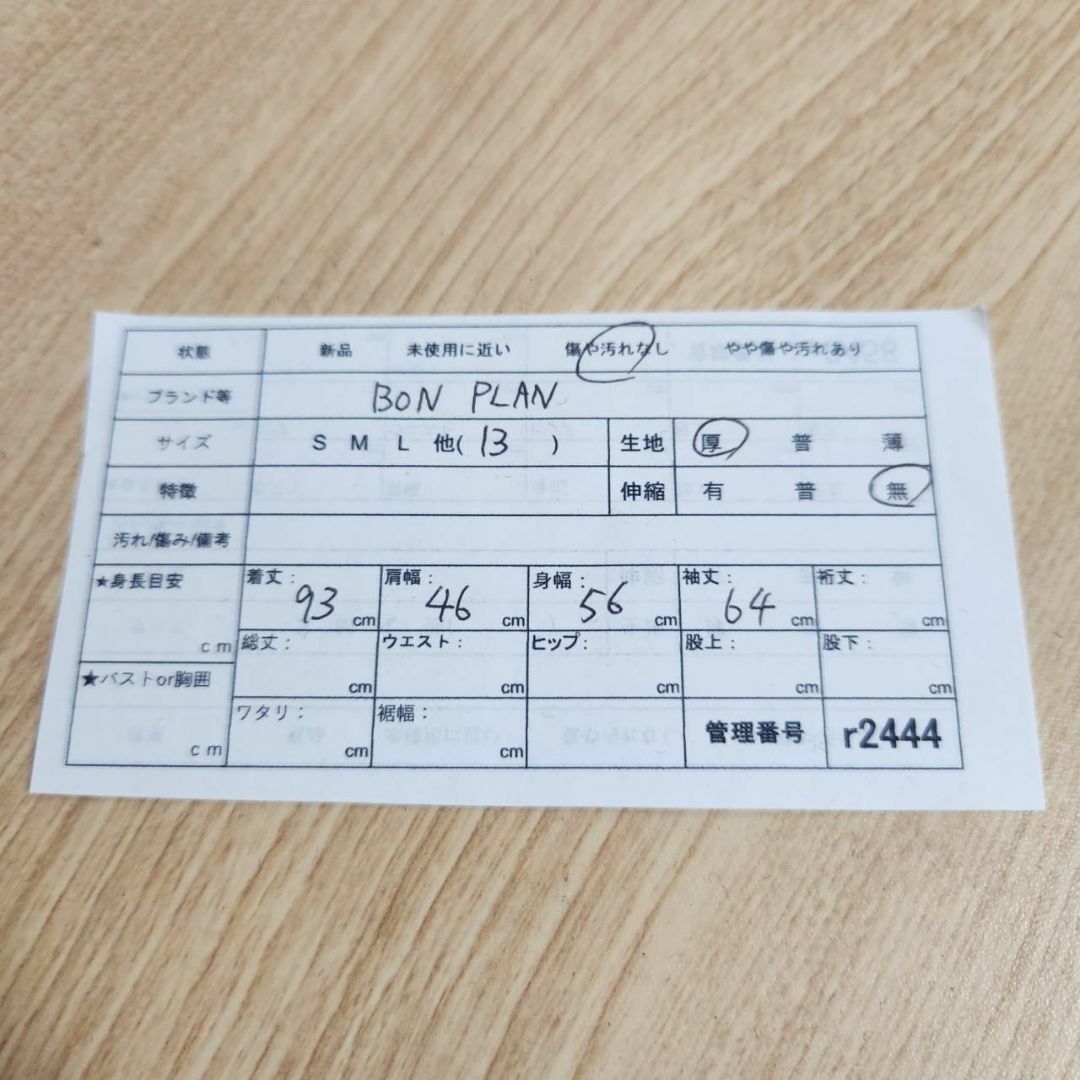 状態 新品 未使用に近い 傷や汚れなし やや傷や汚れあり
ブランド等 BON PLAN
サイズ S M L 他( 13 ) 生地 厚 普 薄
特徴 伸縮 有 普 無
汚れ/傷み/備考
★身長目安 cm 着丈: 93 cm 肩幅: 46 cm 身幅: 56 cm 袖丈: 64 cm 裄丈: cm
総丈: cm ウエスト: cm ヒップ: cm 股上: cm 股下: cm
★バストor胸囲 cm ワタリ: cm 裾幅: cm 管理番号 r2444